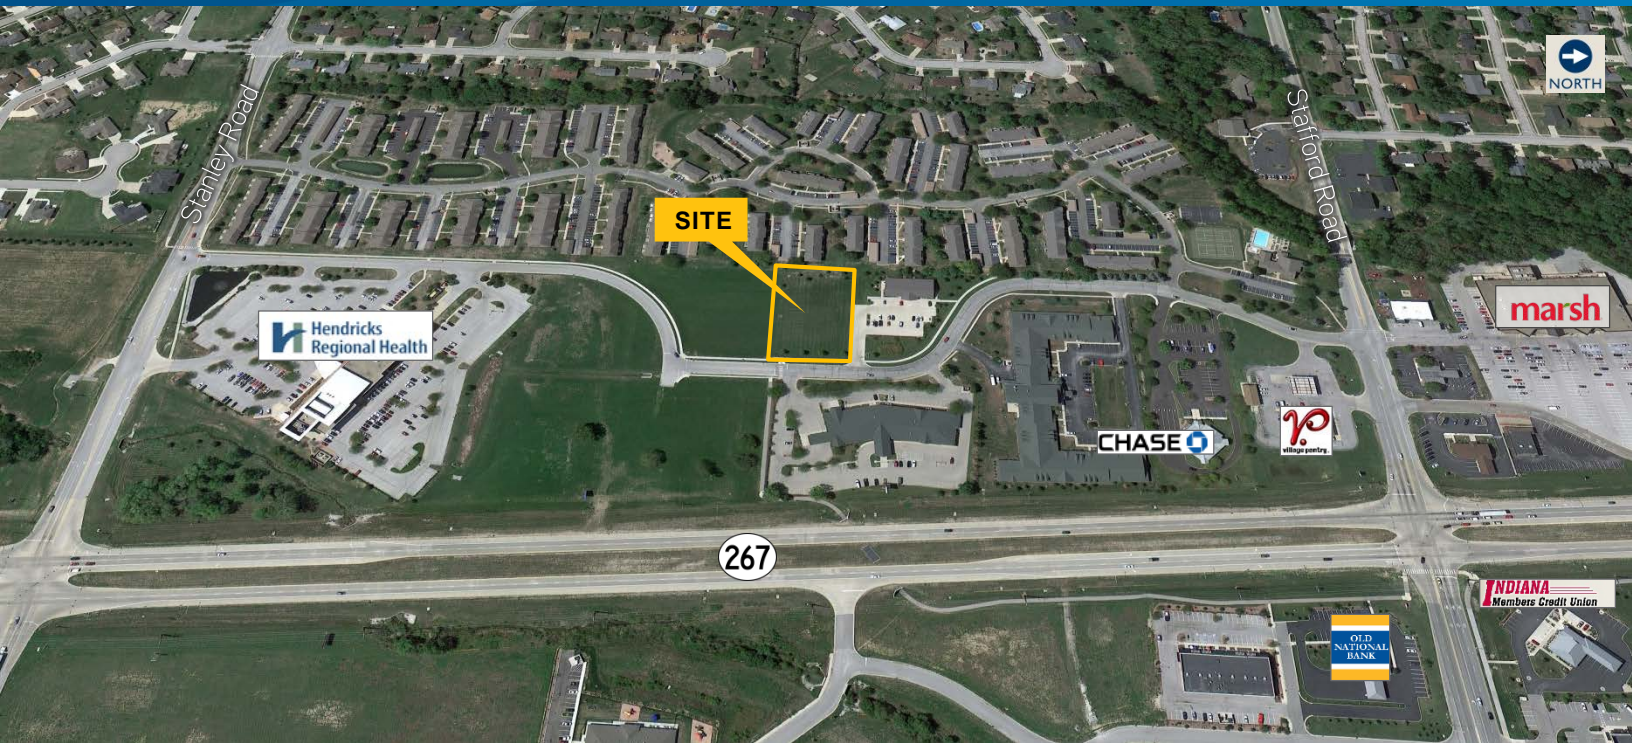 NORTH
Stanley Road
Stafford Road
SITE
marsh
Hendricks
Regional Health
CHASE
village pantry.
267
INDIANA
Members Credit Union
OLD
NATIONAL
BANK